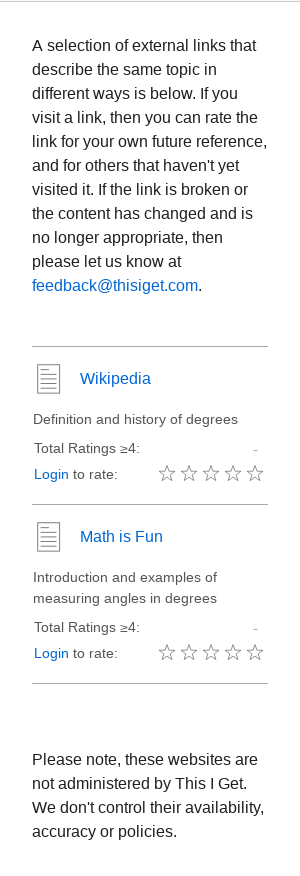 A selection of external links that
describe the same topic in
different ways is below. If you
visit a link, then you can rate the
link for your own future reference,
and for others that haven't yet
visited it. If the link is broken or
the content has changed and is
no longer appropriate, then
please let us know at
feedback@thisiget.com.
Wikipedia
Definition and history of degrees
Total Ratings ≥4: -
Login to rate:
Math is Fun
Introduction and examples of
measuring angles in degrees
Total Ratings ≥4: -
Login to rate:
Please note, these websites are
not administered by This I Get.
We don't control their availability,
accuracy or policies.